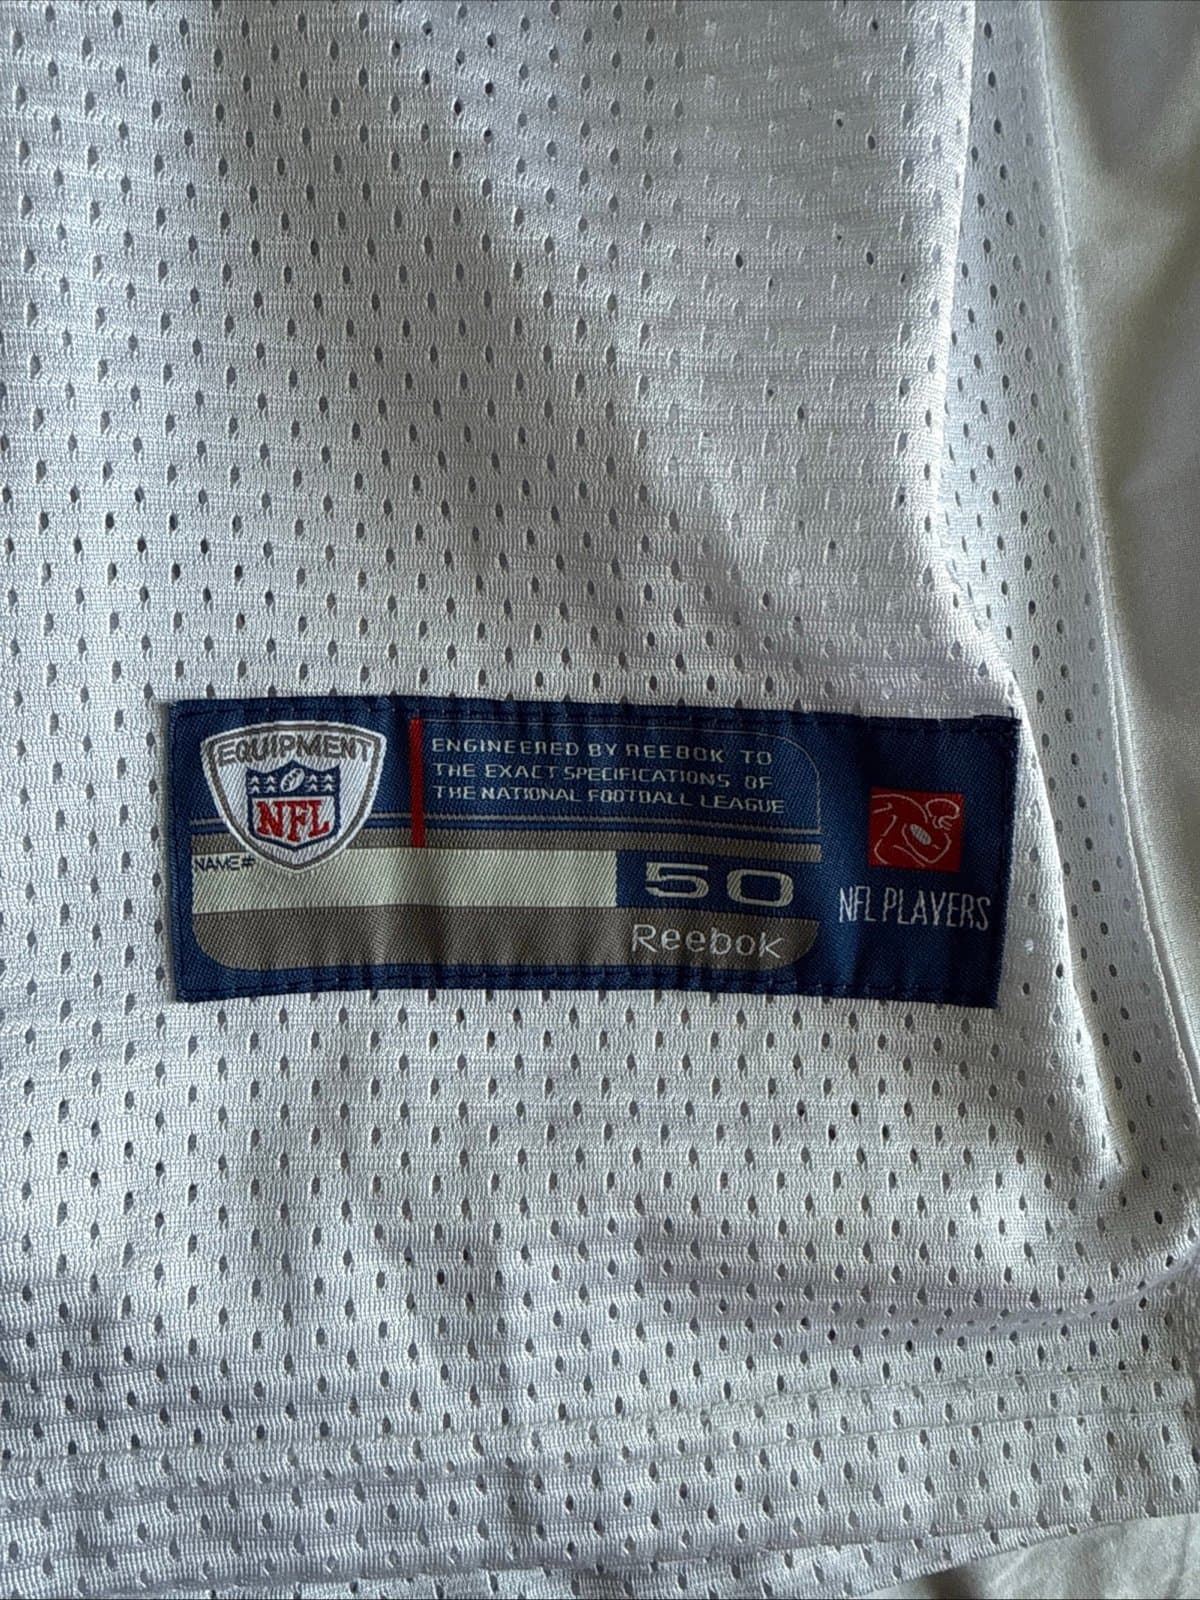 EQUIPMENT
NFL
ENGINEERED BY REEBOK TO
THE EXACT SPECIFICATIONS OF
THE NATIONAL FOOTBALL LEAGUE
NAME#
50
Reebok
NFL PLAYERS